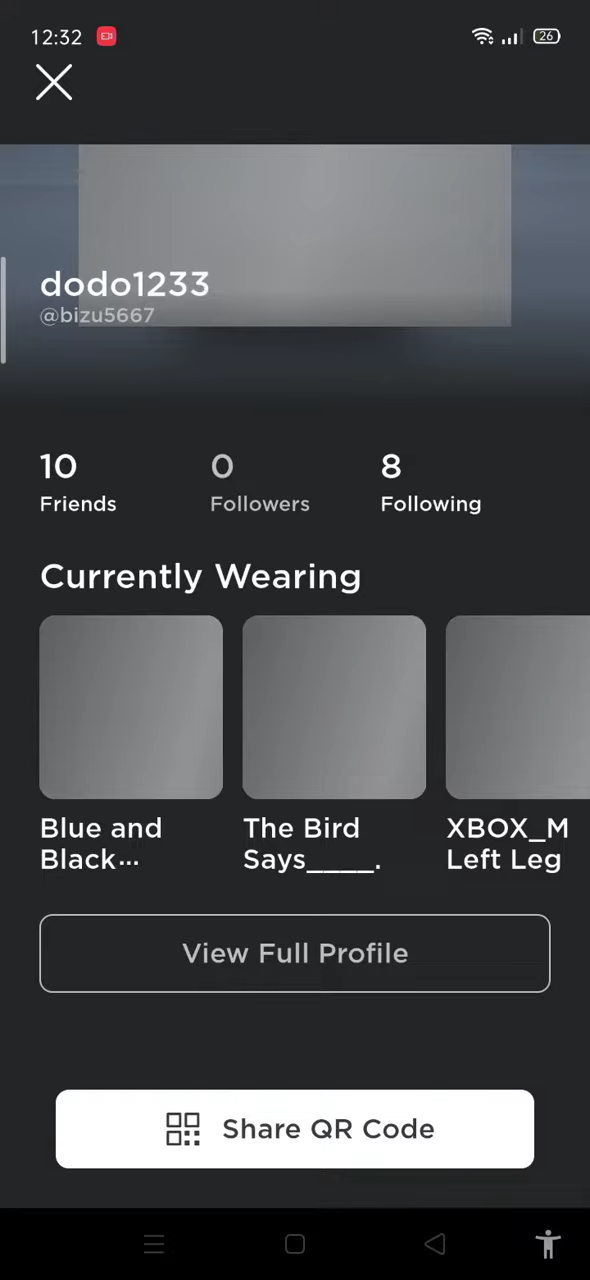 12:32
26
dodo1233
@bizu5667
10 0 8
Friends Followers Following
Currently Wearing
Blue and
Black...
The Bird
Says____.
XBOX_M
Left Leg
View Full Profile
Share QR Code